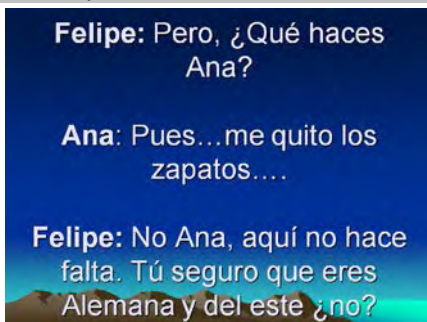 Felipe: Pero, ¿Qué haces
Ana?
Ana: Pues...me quito los
zapatos....
Felipe: No Ana, aquí no hace
falta. Tú seguro que eres
Alemana y del este ¿no?